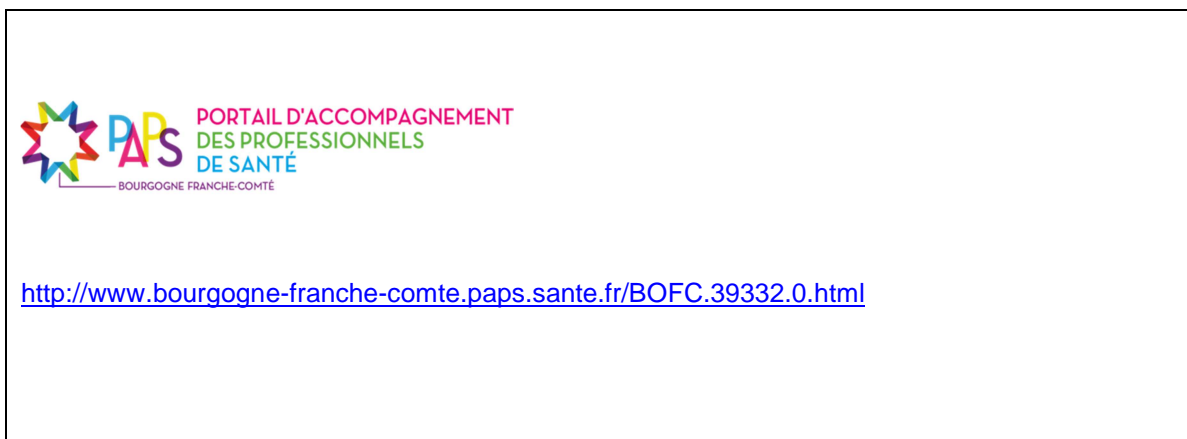 PAPS
PORTAIL D'ACCOMPAGNEMENT
DES PROFESSIONNELS
DE SANTÉ
BOURGOGNE FRANCHE-COMTÉ
http://www.bourgogne-franche-comte.paps.sante.fr/BOFC.39332.0.html